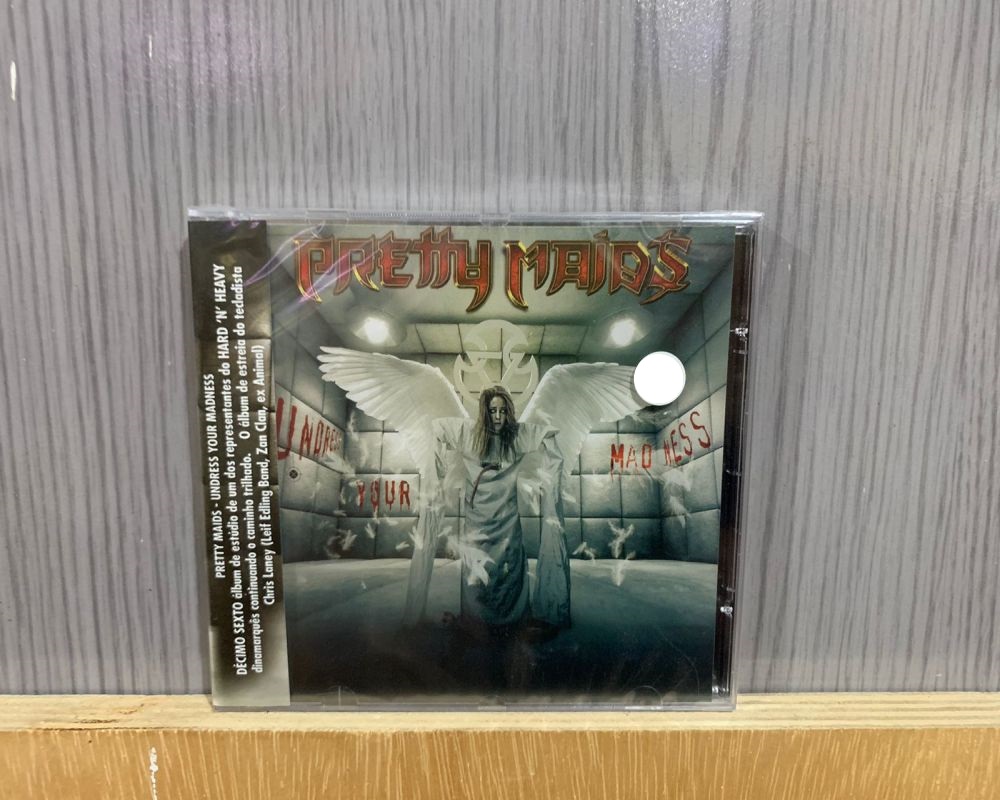 PRETTY MAIDS
UNDRESS
YOUR
MADNESS
PRETTY MAIDS - UNDRESS YOUR MADNESS
DÉCIMO SEXTO álbum de estúdio de um dos representantes do HARD 'N' HEAVY
dinamarquês continuando o caminho trilhado. O álbum de estreia do tecladista
Chris Laney (Leif Edling Band, Zan Clan, ex Animal)